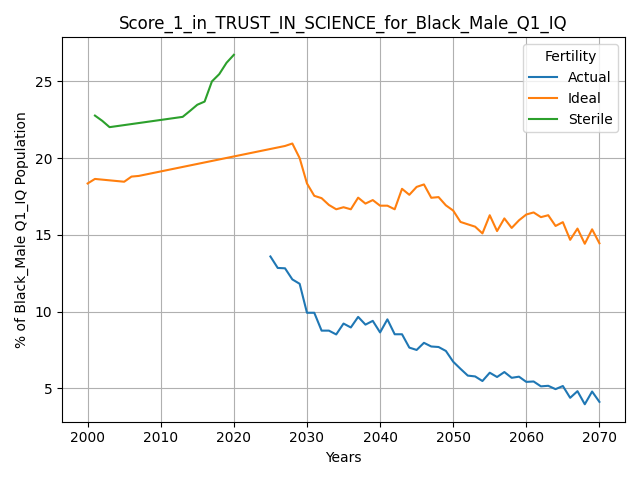 Score_1_in_TRUST_IN_SCIENCE_for_Black_Male_Q1_IQ
Fertility
Actual
Ideal
Sterile
% of Black_Male Q1_IQ Population
25
20
15
10
5
2000 2010 2020 2030 2040 2050 2060 2070
Years